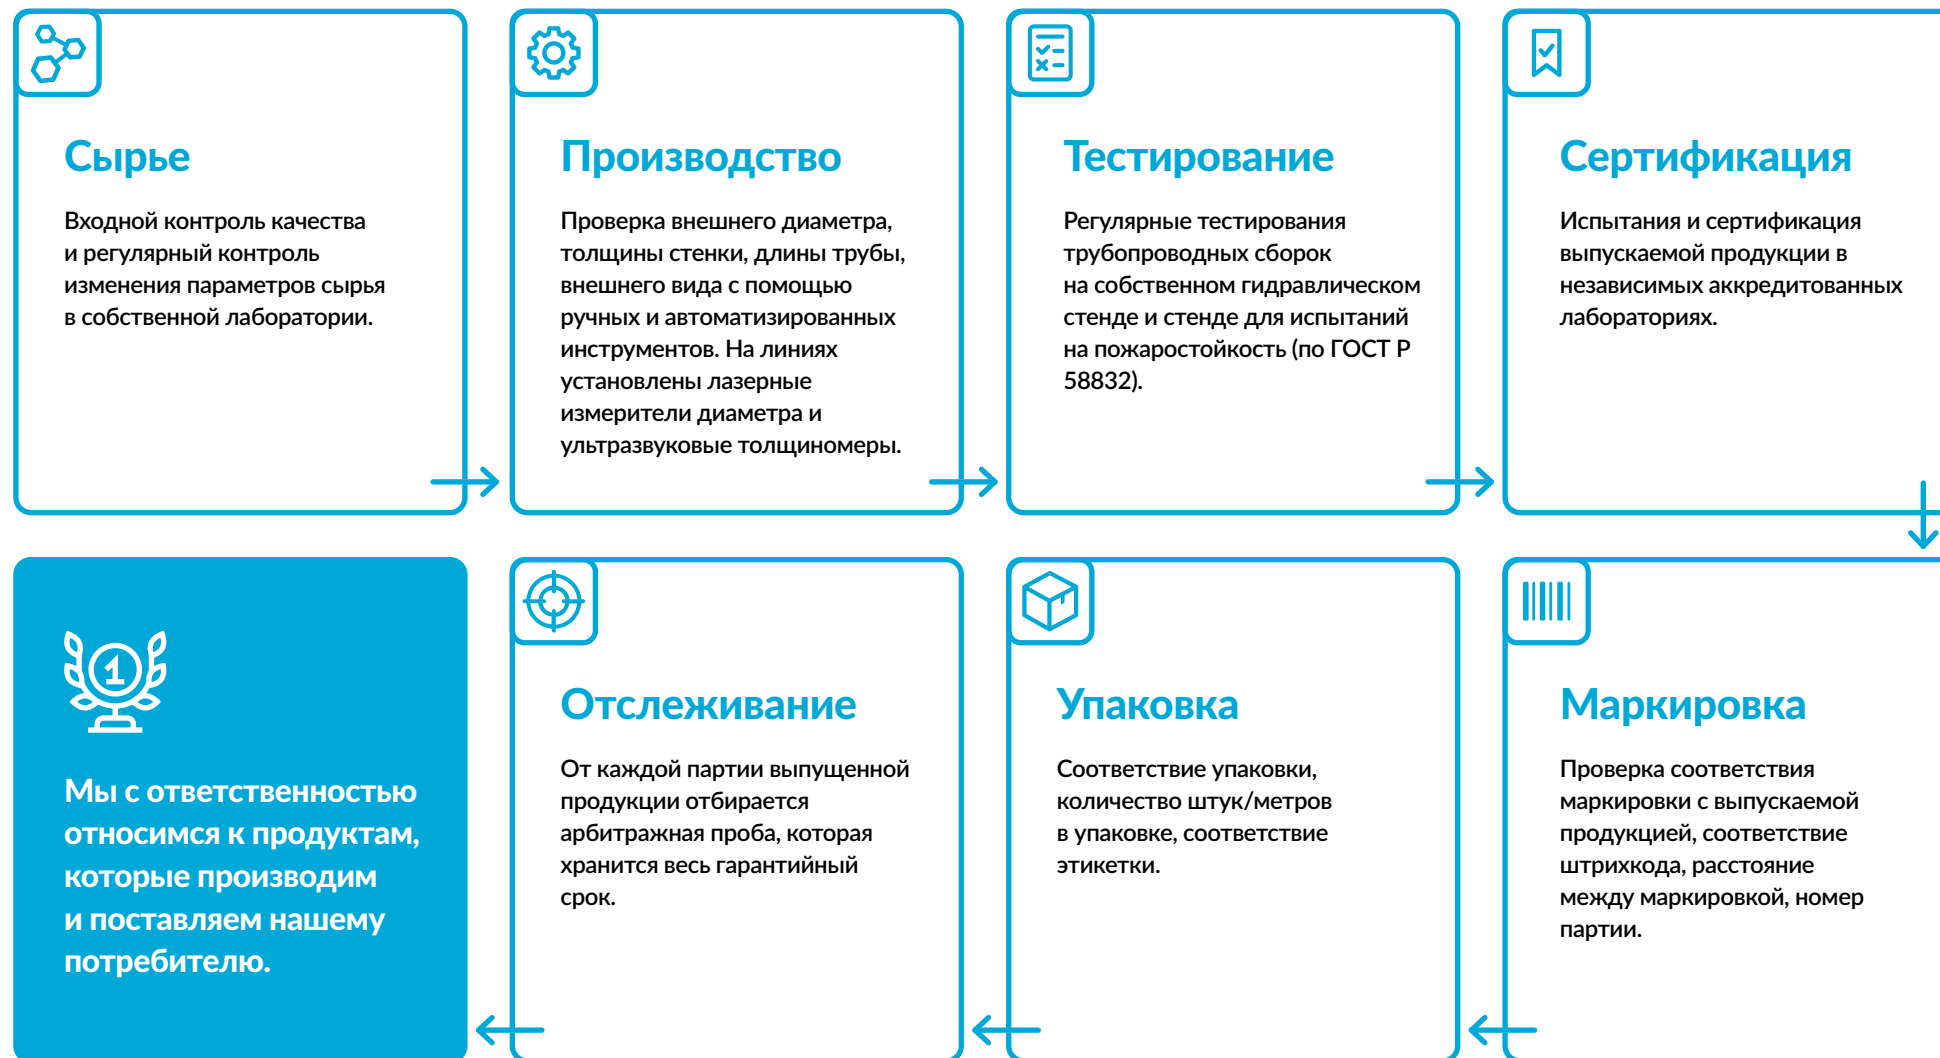 Сырье
Входной контроль качества
и регулярный контроль
изменения параметров сырья
в собственной лаборатории.
Производство
Проверка внешнего диаметра,
толщины стенки, длины трубы,
внешнего вида с помощью
ручных и автоматизированных
инструментов. На линиях
установлены лазерные
измерители диаметра и
ультразвуковые толщиномеры.
Тестирование
Регулярные тестирования
трубопроводных сборок
на собственном гидравлическом
стенде и стенде для испытаний
на пожаростойкость (по ГОСТ Р
58832).
Сертификация
Испытания и сертификация
выпускаемой продукции в
независимых аккредитованных
лабораториях.
1
Мы с ответственностью
относимся к продуктам,
которые производим
и поставляем нашему
потребителю.
Отслеживание
От каждой партии выпущенной
продукции отбирается
арбитражная проба, которая
хранится весь гарантийный
срок.
Упаковка
Соответствие упаковки,
количество штук/метров
в упаковке, соответствие
этикетки.
Маркировка
Проверка соответствия
маркировки с выпускаемой
продукцией, соответствие
штрихкода, расстояние
между маркировкой, номер
партии.